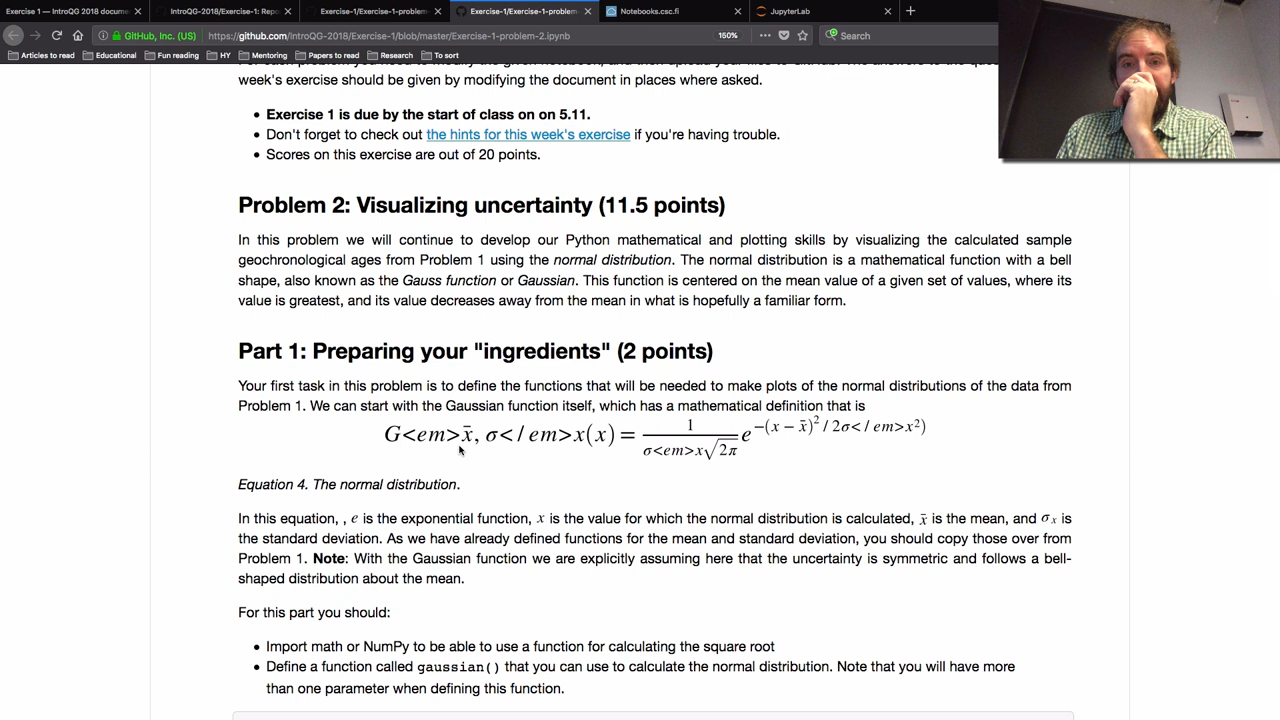 Exercise 1 — IntroQG 2018 docume
IntroQG-2018/Exercise-1: Repo
Exercise-1/Exercise-1-problem-
Exercise-1/Exercise-1-problem-
Notebooks.csc.fi
JupyterLab
GitHub, Inc. (US)
https://github.com/IntroQG-2018/Exercise-1/blob/master/Exercise-1-problem-2.ipynb
150%
Search
Articles to read
Educational
Fun reading
HY
Mentoring
Papers to read
Research
To sort
week's exercise should be given by modifying the document in places where asked.
• Exercise 1 is due by the start of class on on 5.11.
• Don't forget to check out the hints for this week's exercise if you're having trouble.
• Scores on this exercise are out of 20 points.
Problem 2: Visualizing uncertainty (11.5 points)
In this problem we will continue to develop our Python mathematical and plotting skills by visualizing the calculated sample
geochronological ages from Problem 1 using the normal distribution. The normal distribution is a mathematical function with a bell
shape, also known as the Gauss function or Gaussian. This function is centered on the mean value of a given set of values, where its
value is greatest, and its value decreases away from the mean in what is hopefully a familiar form.
Part 1: Preparing your "ingredients" (2 points)
Your first task in this problem is to define the functions that will be needed to make plots of the normal distributions of the data from
Problem 1. We can start with the Gaussian function itself, which has a mathematical definition that is
G<em>x̄, σ</em>x(x) = 1 / σ<em>x√2π e^−(x − x̄)² / 2σ</em>x²)
Equation 4. The normal distribution.
In this equation, , e is the exponential function, x is the value for which the normal distribution is calculated, x̄ is the mean, and σx is
the standard deviation. As we have already defined functions for the mean and standard deviation, you should copy those over from
Problem 1. Note: With the Gaussian function we are explicitly assuming here that the uncertainty is symmetric and follows a bell-
shaped distribution about the mean.
For this part you should:
• Import math or NumPy to be able to use a function for calculating the square root
• Define a function called gaussian() that you can use to calculate the normal distribution. Note that you will have more
than one parameter when defining this function.